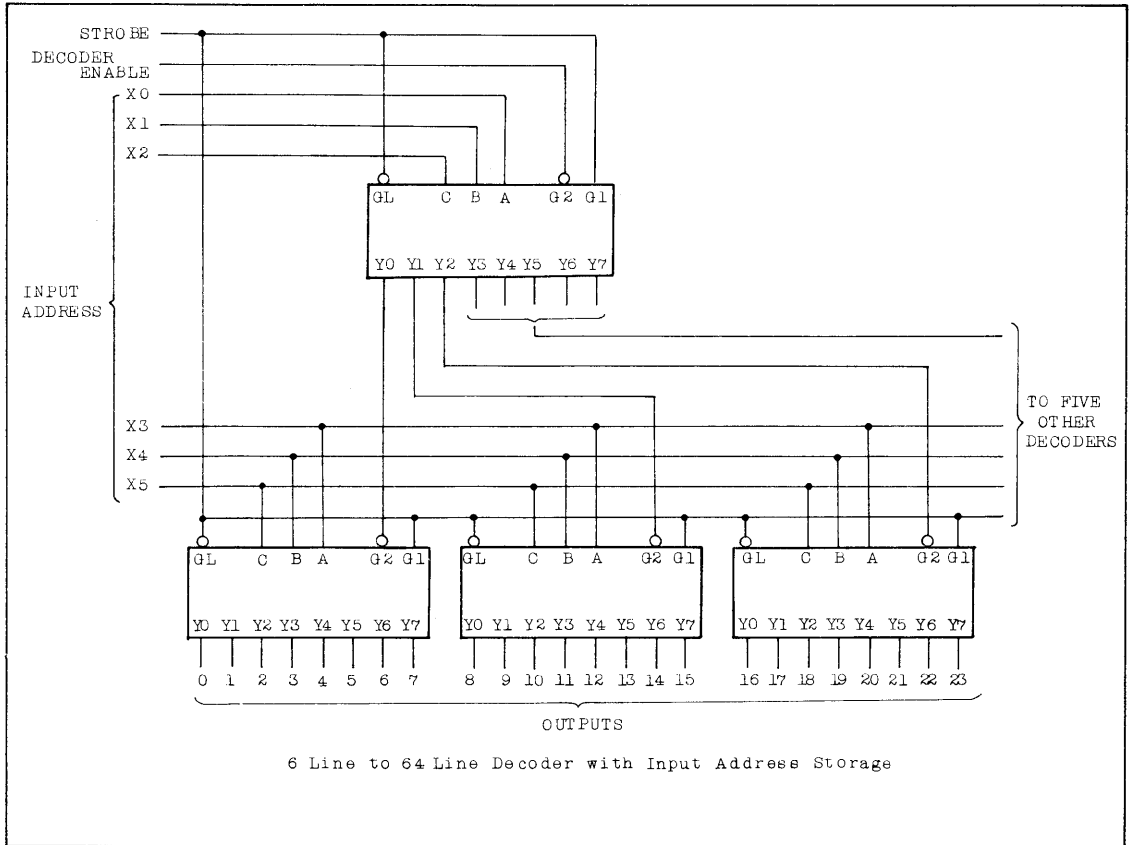 STROBE
DECODER
ENABLE
X0
X1
X2
GL C B A G2 G1
Y0 Y1 Y2 Y3 Y4 Y5 Y6 Y7
INPUT
ADDRESS
TO FIVE
OTHER
DECODERS
X3
X4
X5
GL C B A G2 G1 GL C B A G2 G1 GL C B A G2 G1
Y0 Y1 Y2 Y3 Y4 Y5 Y6 Y7 Y0 Y1 Y2 Y3 Y4 Y5 Y6 Y7 Y0 Y1 Y2 Y3 Y4 Y5 Y6 Y7
0 1 2 3 4 5 6 7 8 9 10 11 12 13 14 15 16 17 18 19 20 21 22 23
OUTPUTS
6 Line to 64 Line Decoder with Input Address Storage